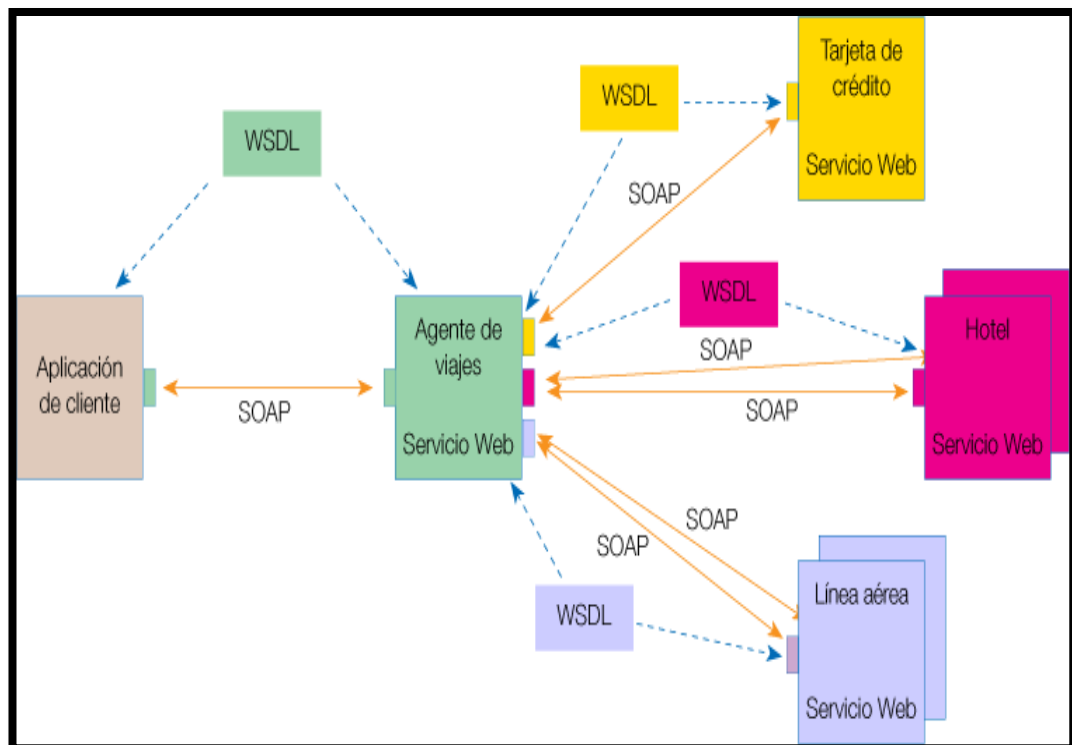 Tarjeta de
crédito
Servicio Web
WSDL
WSDL
SOAP
WSDL
Aplicación
de cliente
SOAP
Agente de
viajes
Servicio Web
SOAP
SOAP
Hotel
Servicio Web
SOAP
SOAP
WSDL
Línea aérea
Servicio Web